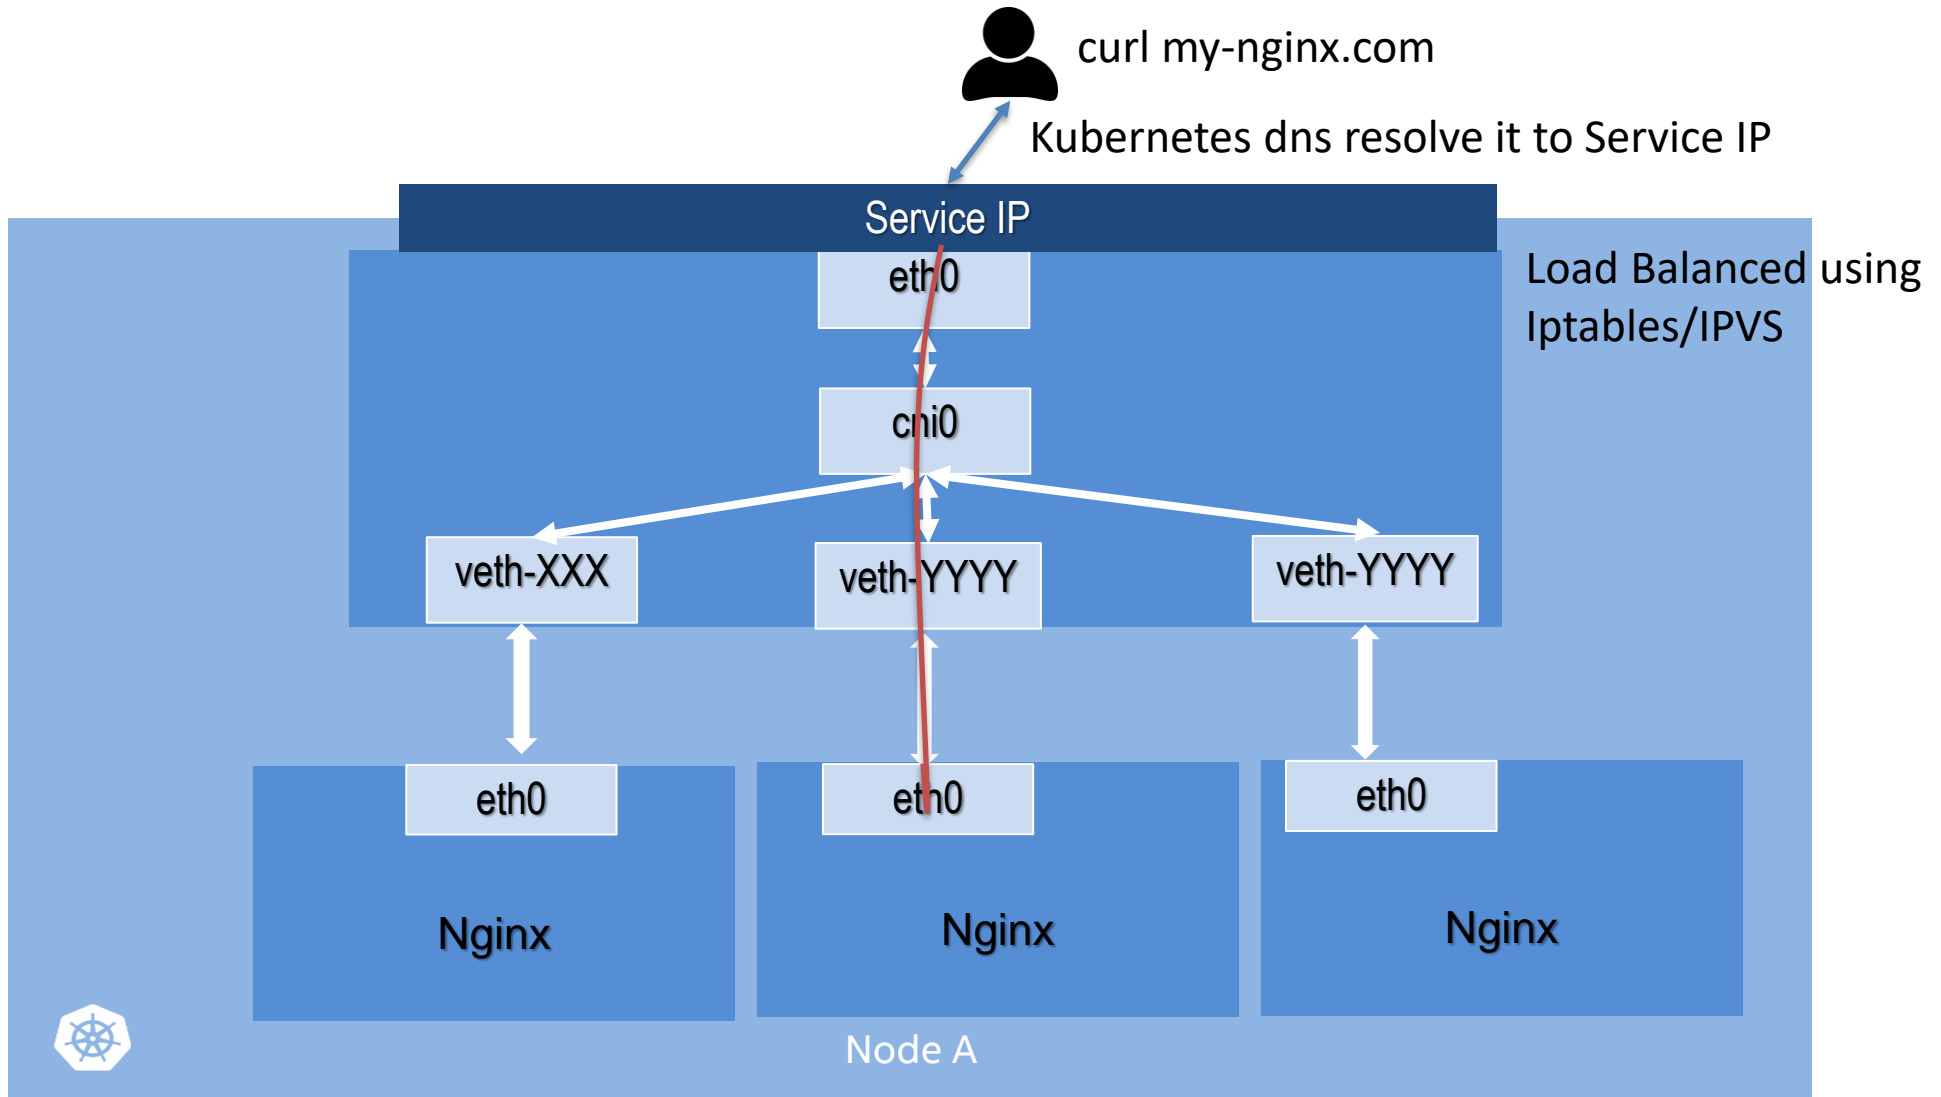 curl my-nginx.com
Kubernetes dns resolve it to Service IP
Service IP
Load Balanced using
Iptables/IPVS
eth0
cni0
veth-XXX
veth-YYYY
veth-YYYY
eth0
eth0
eth0
Nginx
Nginx
Nginx
Node A